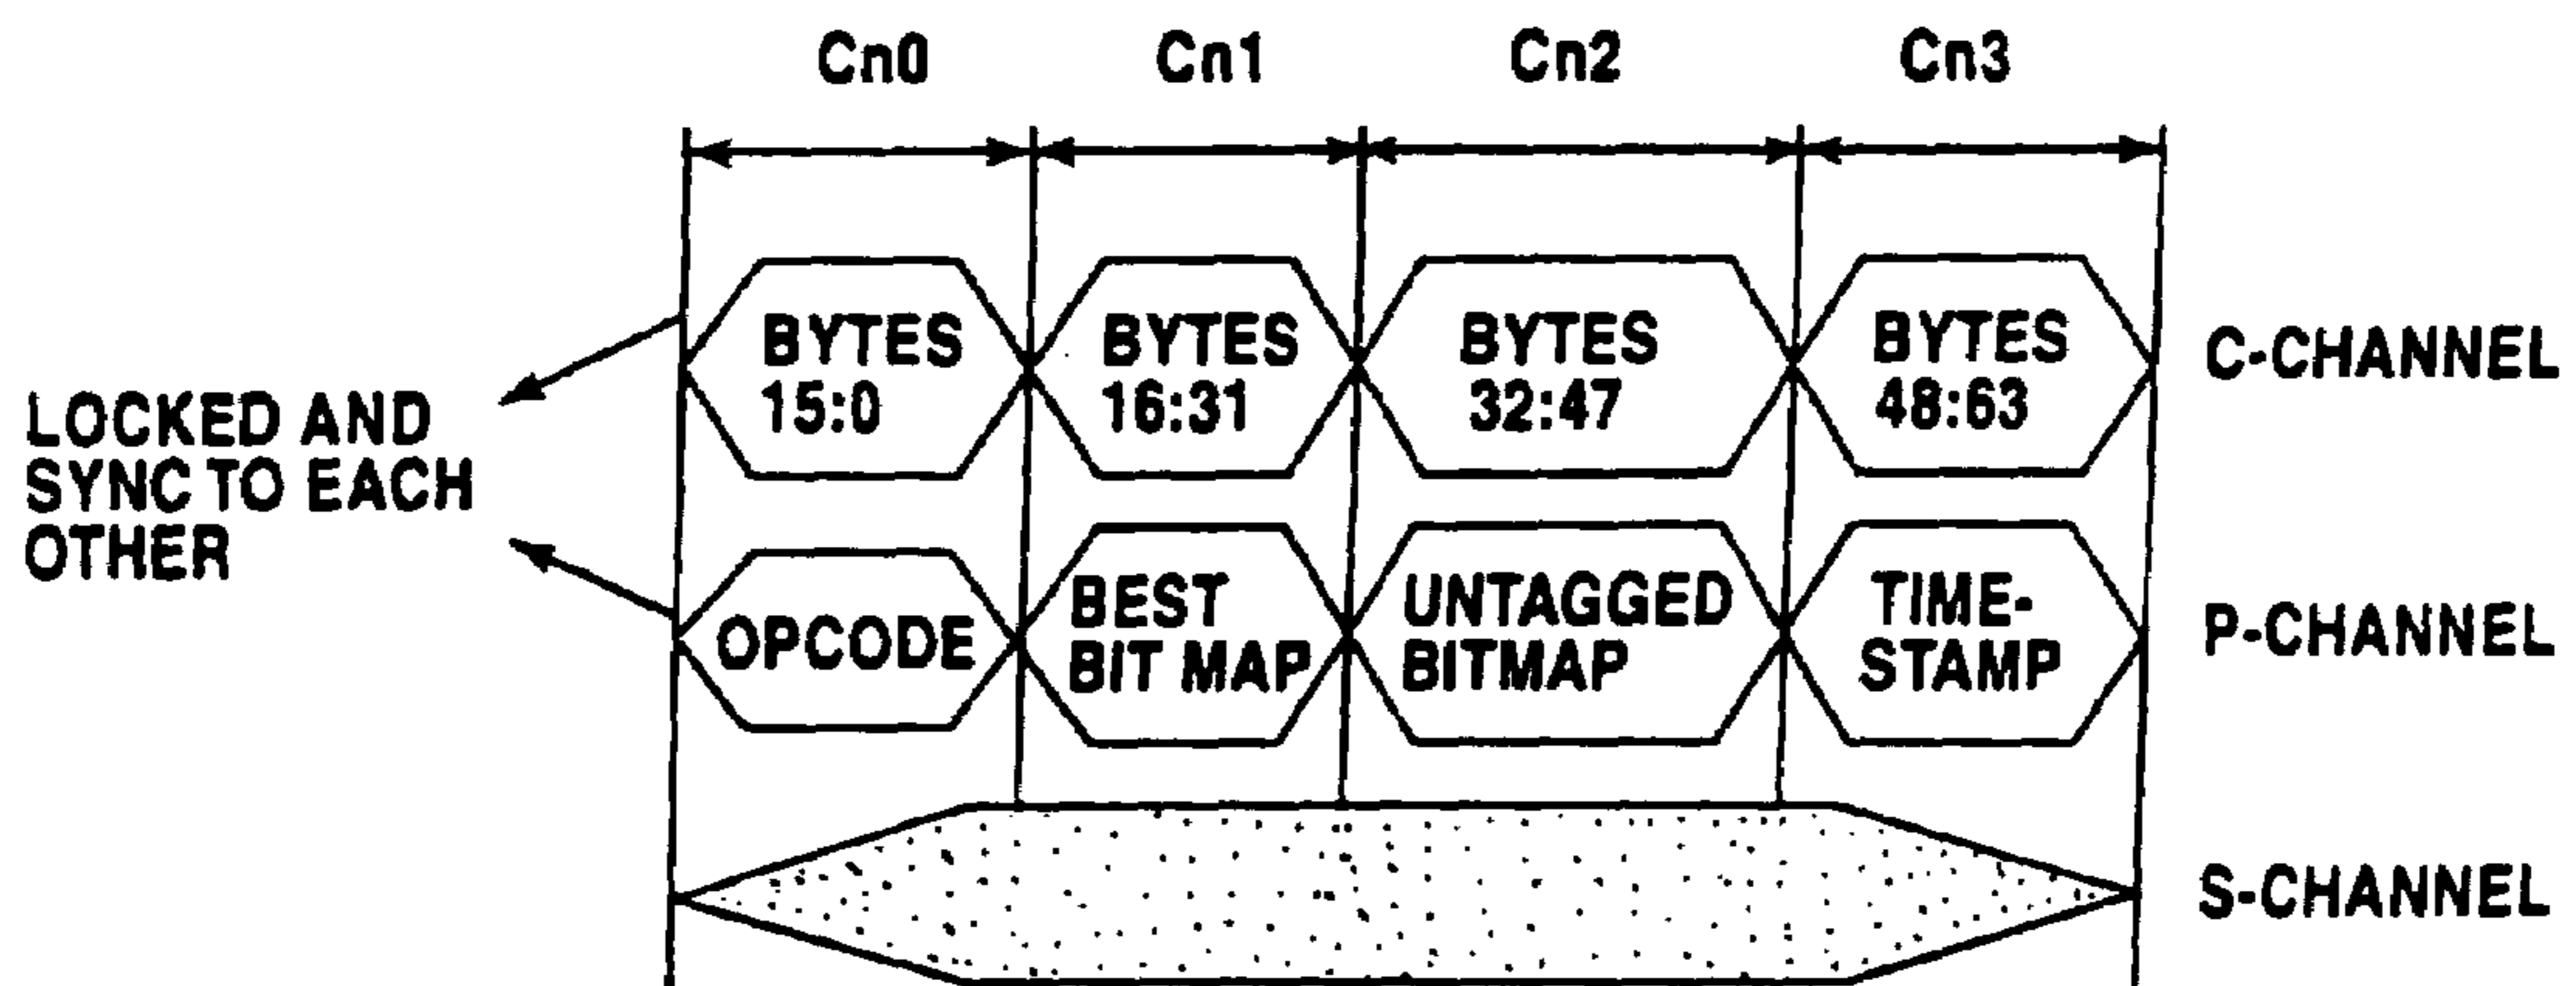 Cn0 Cn1 Cn2 Cn3
BYTES
15:0
BYTES
16:31
BYTES
32:47
BYTES
48:63
C-CHANNEL
LOCKED AND
SYNC TO EACH
OTHER
OPCODE
BEST
BIT MAP
UNTAGGED
BITMAP
TIME-
STAMP
P-CHANNEL
S-CHANNEL